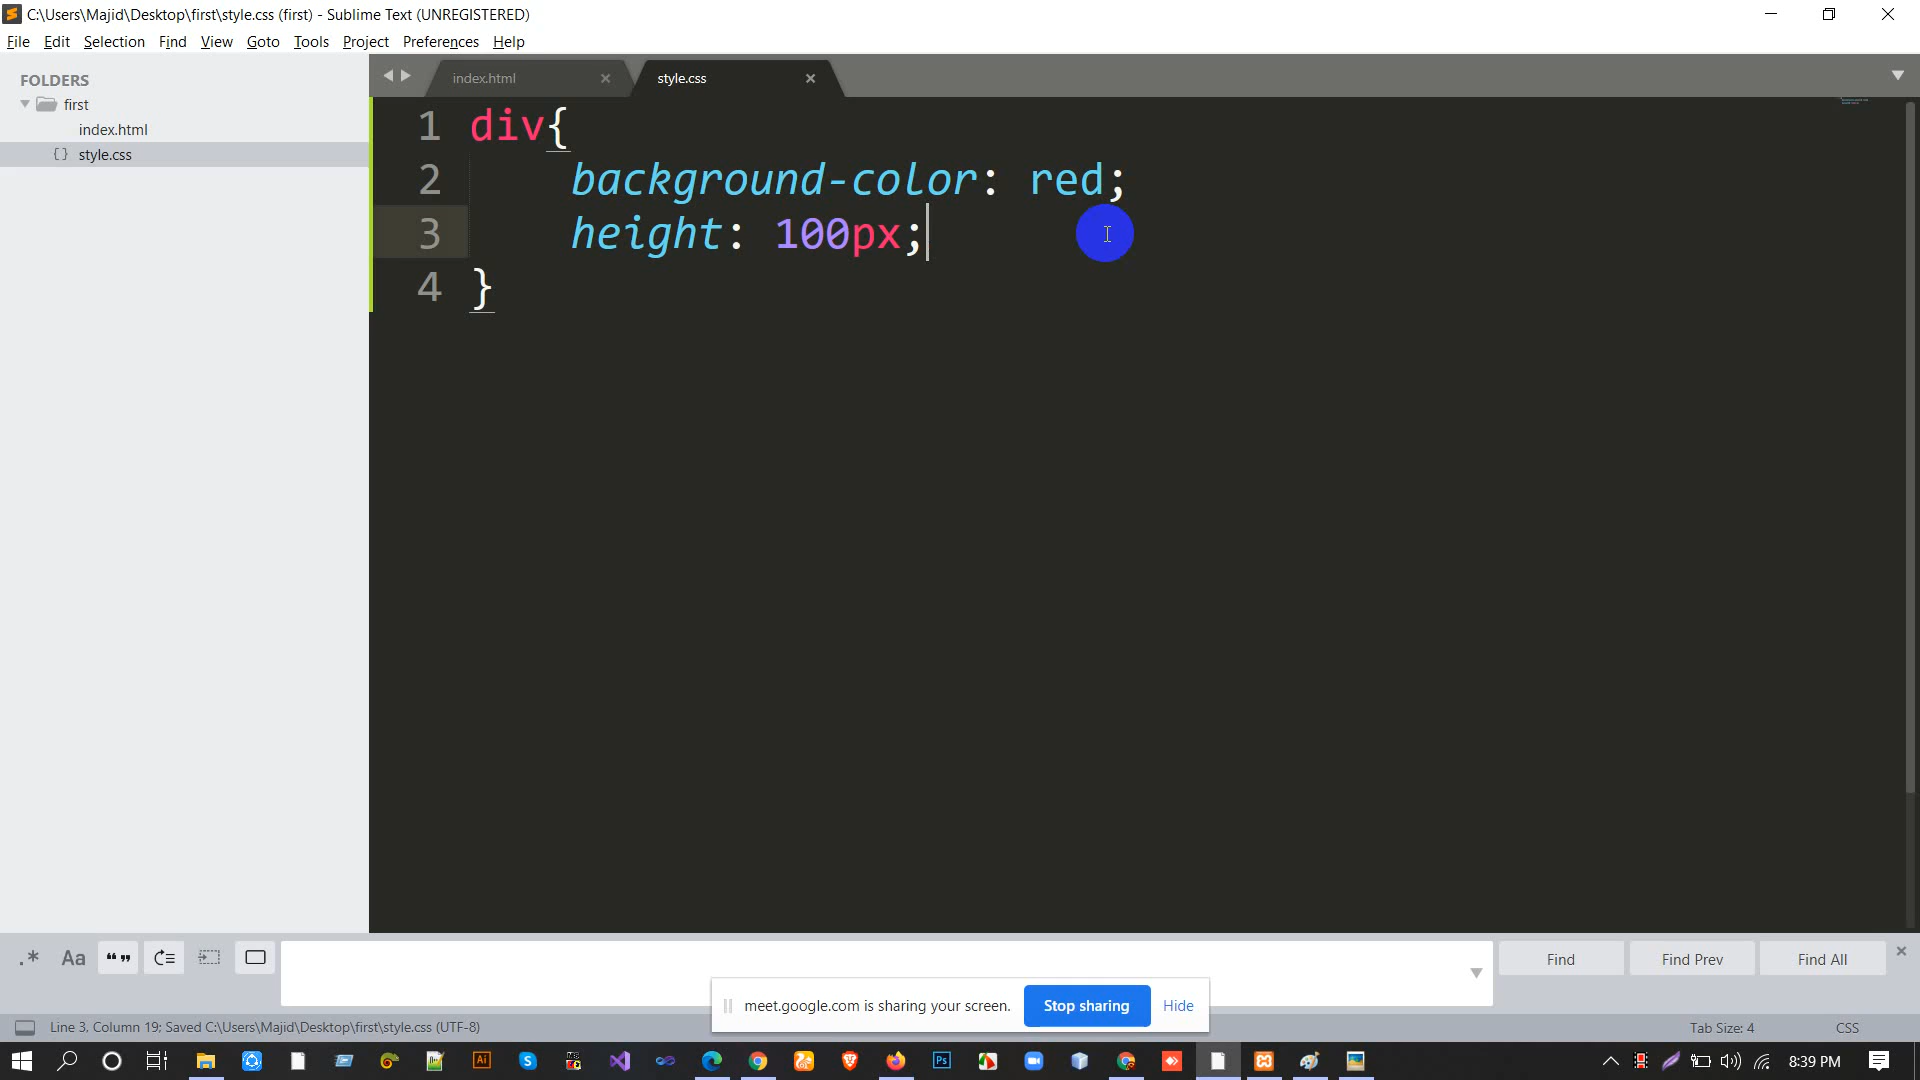 C:\Users\Majid\Desktop\first\style.css (first) - Sublime Text (UNREGISTERED)
File Edit Selection Find View Goto Tools Project Preferences Help
FOLDERS
first
index.html
{} style.css
index.html
style.css
1 div{
2 background-color: red;
3 height: 100px;
4 }
.* Aa
Find
Find Prev
Find All
meet.google.com is sharing your screen.
Stop sharing
Hide
Line 3, Column 19; Saved C:\Users\Majid\Desktop\first\style.css (UTF-8)
Tab Size: 4
CSS
8:39 PM